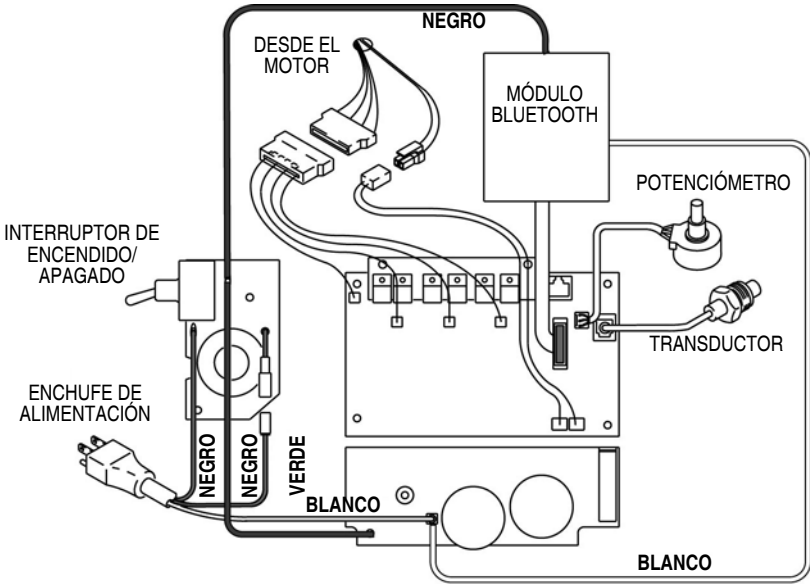 NEGRO
DESDE EL
MOTOR
MÓDULO
BLUETOOTH
POTENCIÓMETRO
INTERRUPTOR DE
ENCENDIDO/
APAGADO
TRANSDUCTOR
ENCHUFE DE
ALIMENTACIÓN
NEGRO
NEGRO
VERDE
BLANCO
BLANCO